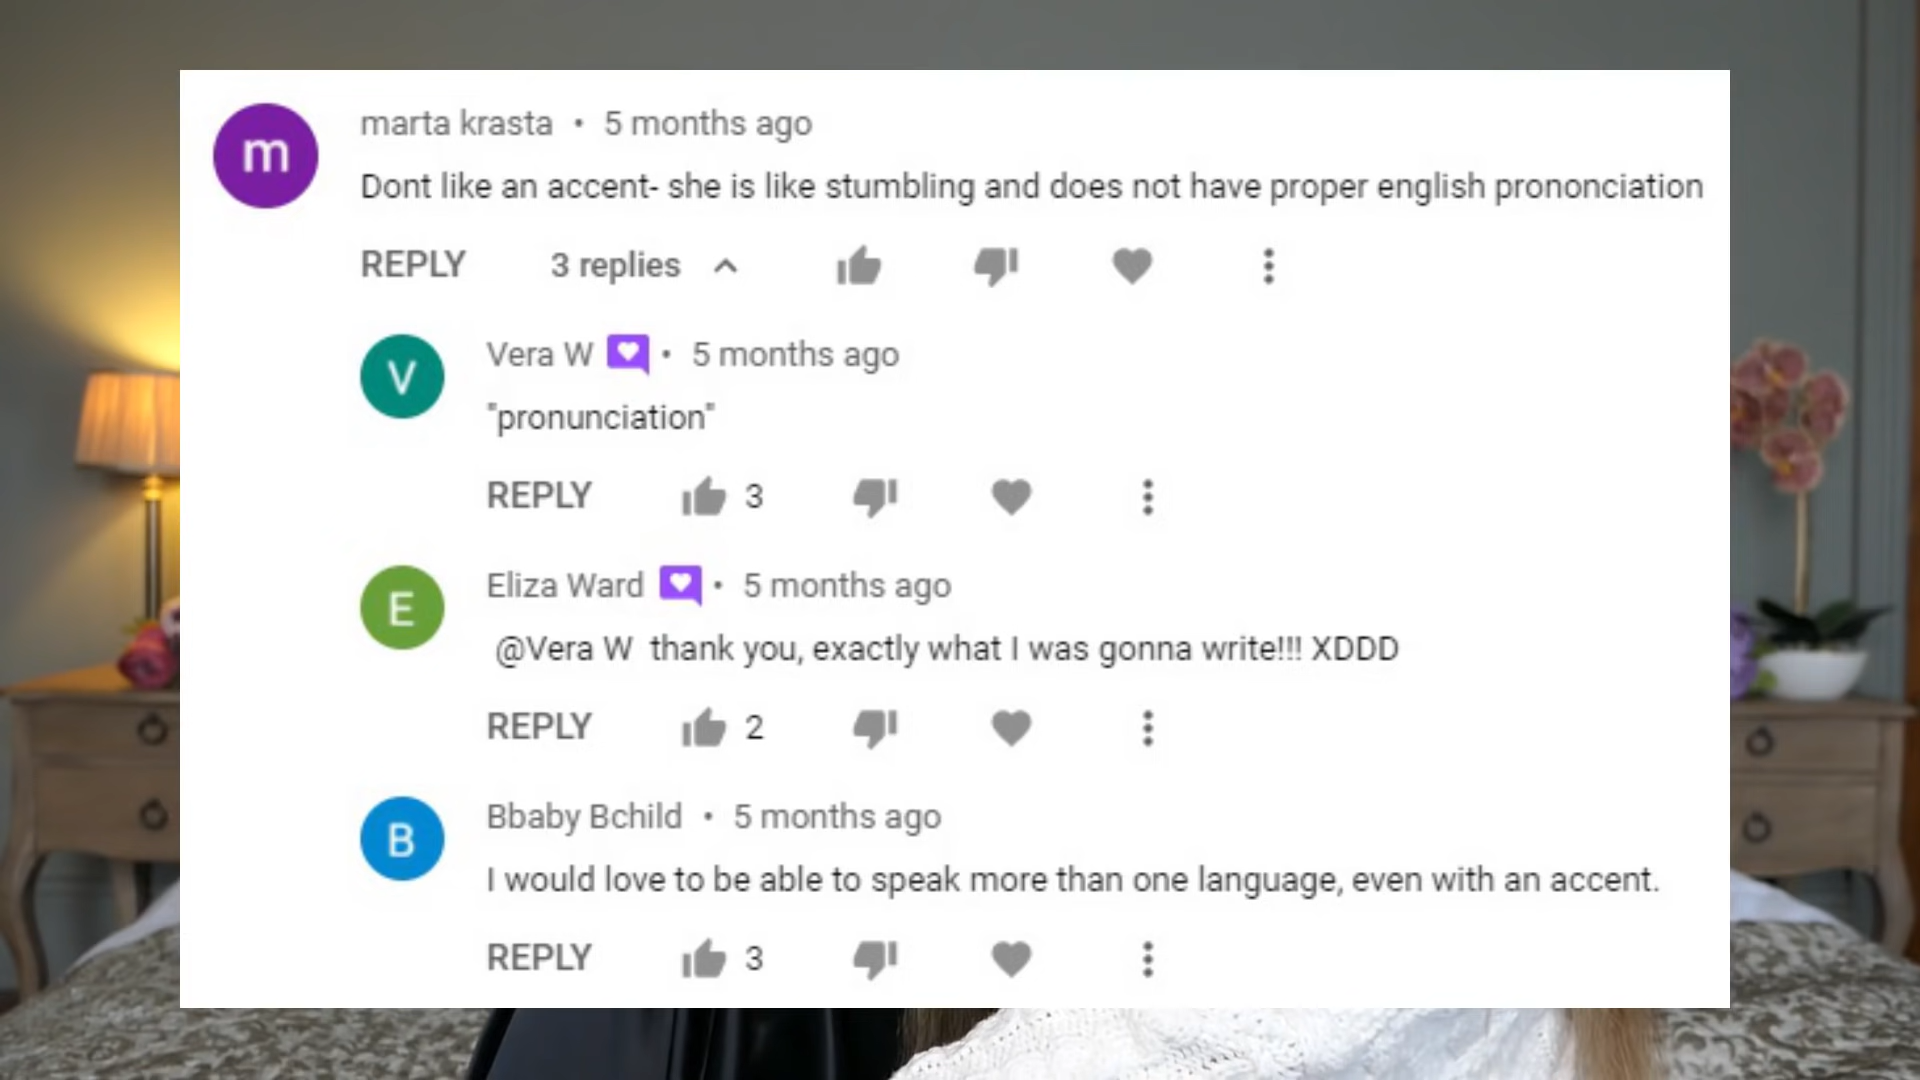 m
marta krasta • 5 months ago
Dont like an accent- she is like stumbling and does not have proper english prononciation
REPLY 3 replies
V
Vera W • 5 months ago
"pronunciation"
REPLY 3
E
Eliza Ward • 5 months ago
@Vera W thank you, exactly what I was gonna write!!! XDDD
REPLY 2
B
Bbaby Bchild • 5 months ago
I would love to be able to speak more than one language, even with an accent.
REPLY 3